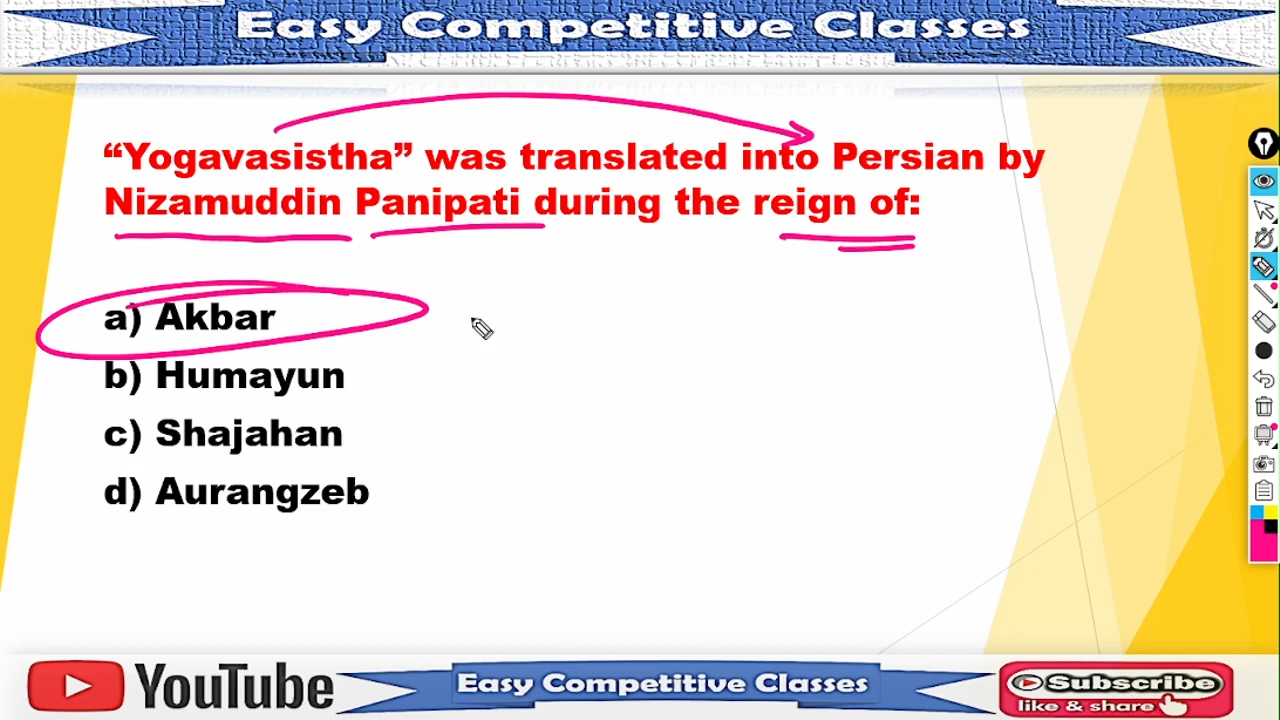 Easy Competitive Classes
“Yogavasistha” was translated into Persian by
Nizamuddin Panipati during the reign of:
a) Akbar
b) Humayun
c) Shajahan
d) Aurangzeb
YouTube
Easy Competitive Classes
Subscribe
like & share